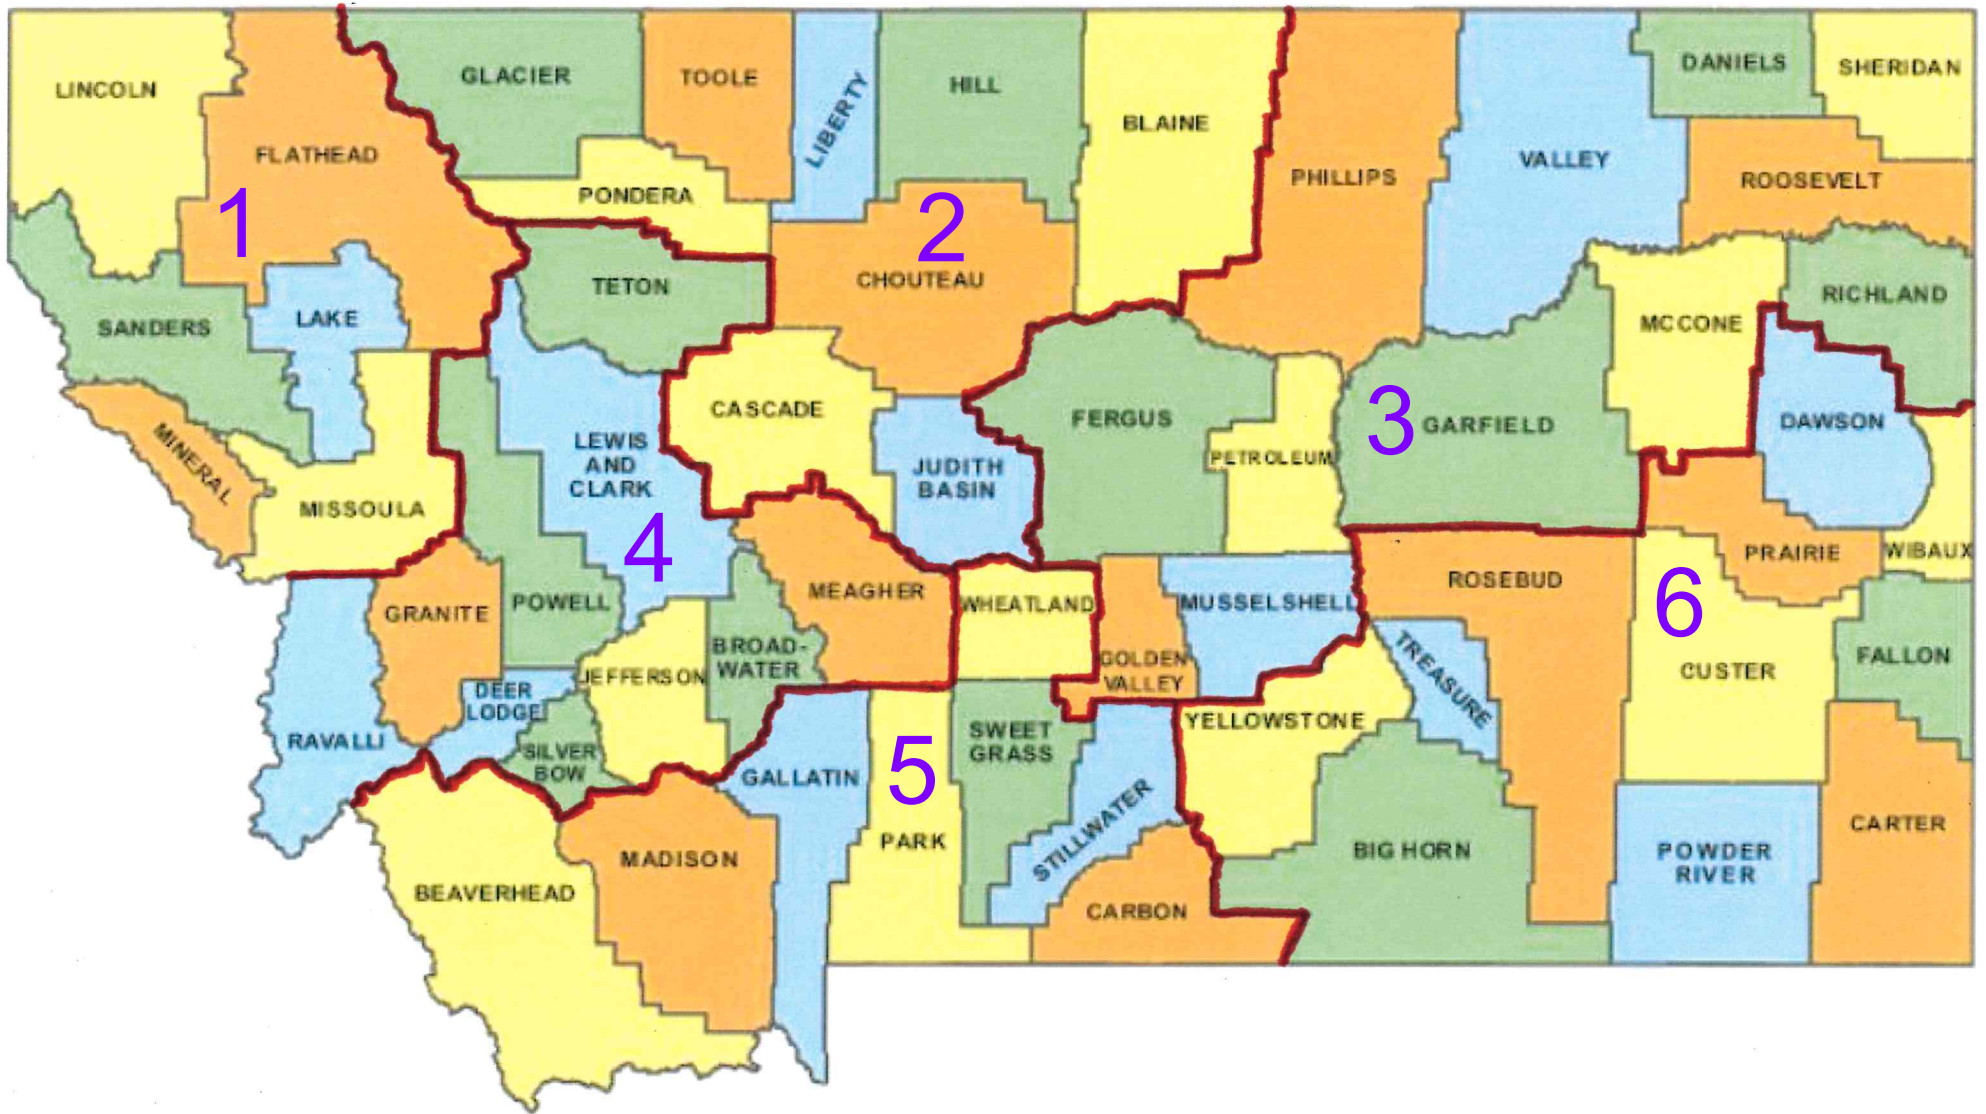 LINCOLN
FLATHEAD
GLACIER
TOOLE
LIBERTY
HILL
BLAINE
PHILLIPS
VALLEY
DANIELS
SHERIDAN
ROOSEVELT
1
PONDERA
2
CHOUTEAU
TETON
SANDERS
LAKE
MCCONE
RICHLAND
MINERAL
MISSOULA
LEWIS
AND
CLARK
CASCADE
JUDITH
BASIN
FERGUS
PETROLEUM
3
GARFIELD
DAWSON
4
MEAGHER
WHEATLAND
MUSSELSHELL
ROSEBUD
6
PRAIRIE
WIBAUX
GRANITE
POWELL
JEFFERSON
BROAD-
WATER
GOLDEN
VALLEY
TREASURE
CUSTER
FALLON
RAVALLI
DEER
LODGE
SILVER
BOW
GALLATIN
5
PARK
SWEET
GRASS
STILLWATER
YELLOWSTONE
BEAVERHEAD
MADISON
CARBON
BIG HORN
POWDER
RIVER
CARTER